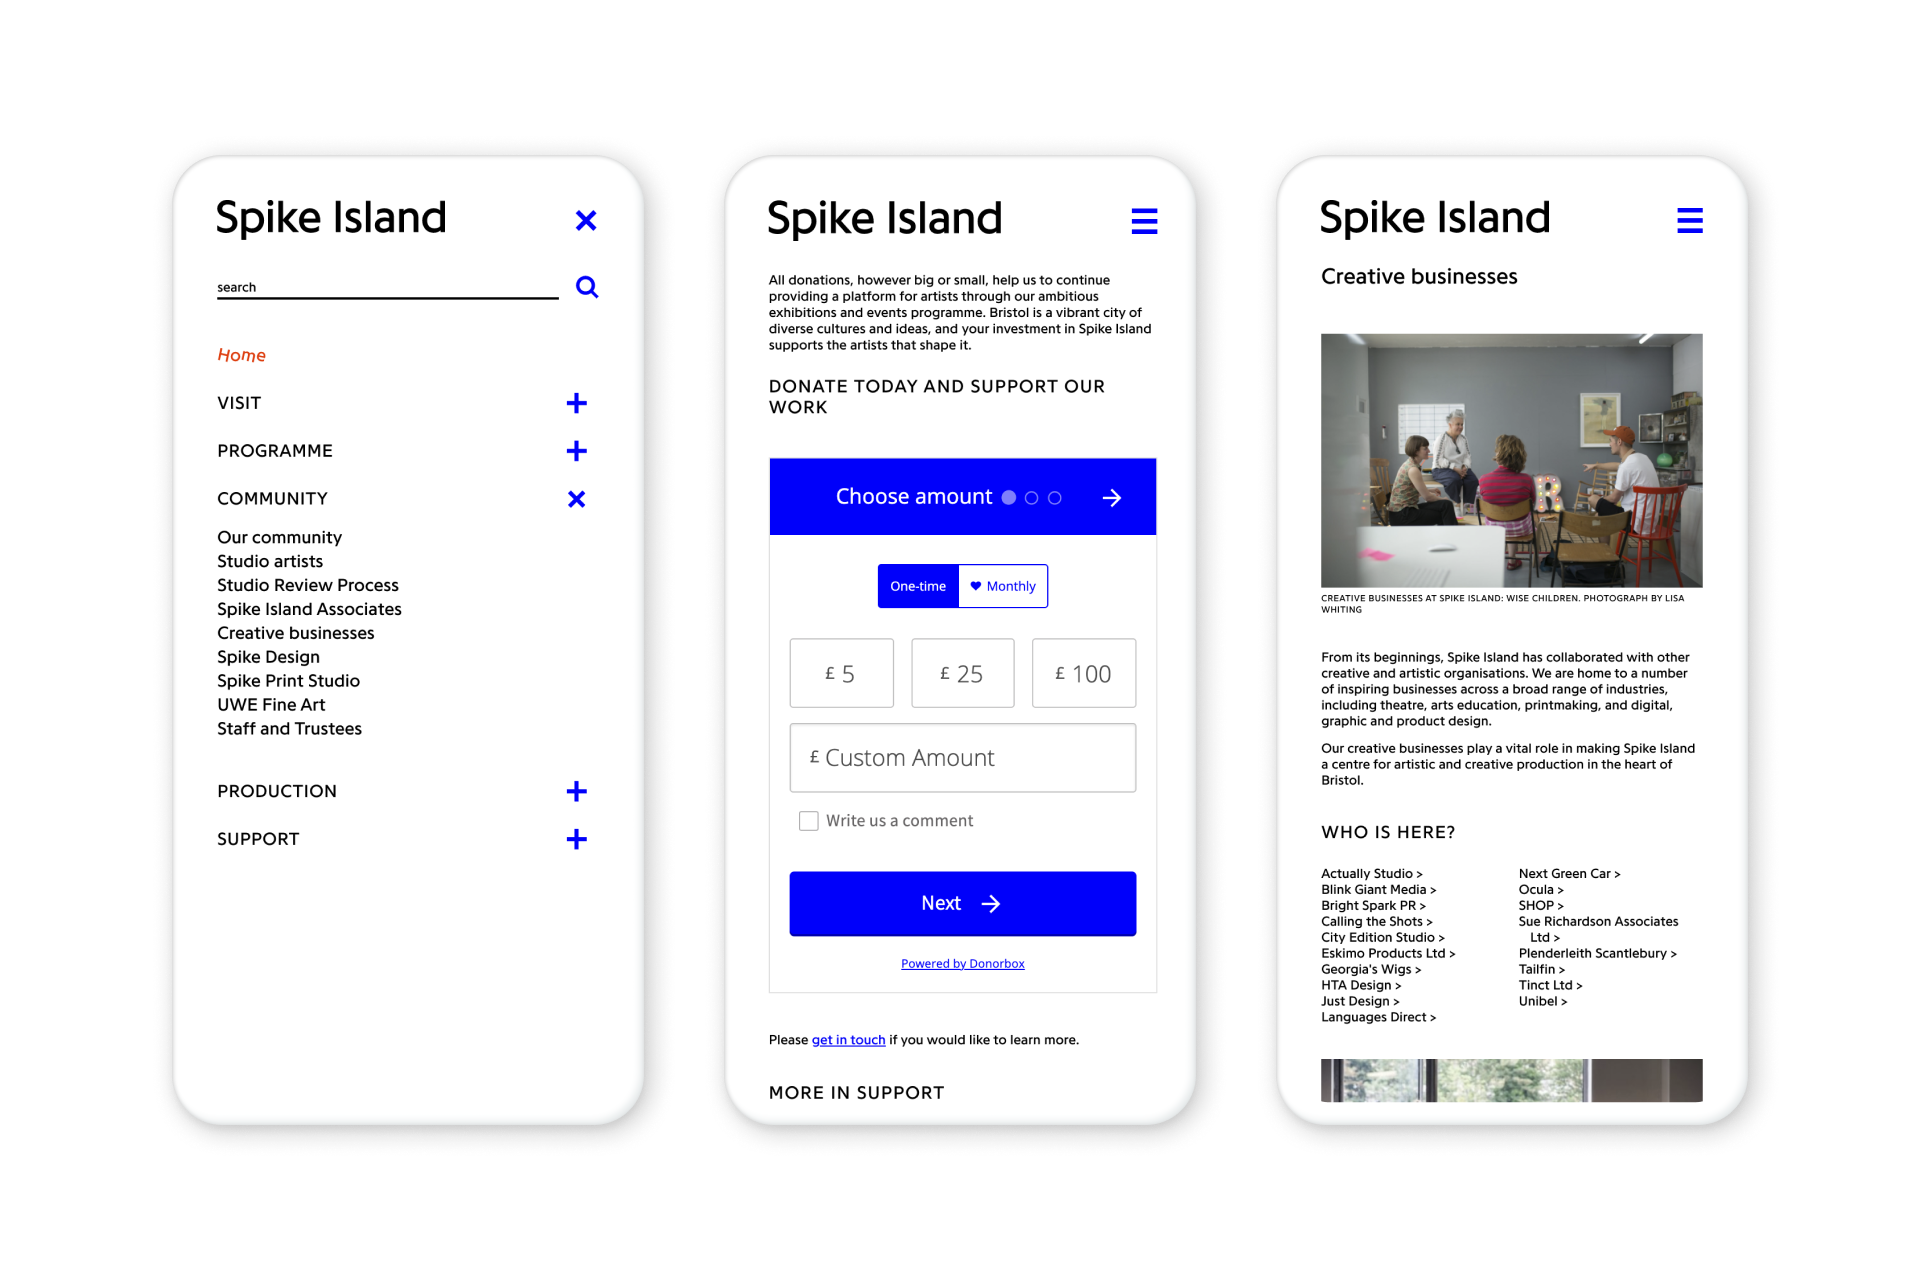 Spike Island
search
Home
VISIT
PROGRAMME
COMMUNITY
Our community
Studio artists
Studio Review Process
Spike Island Associates
Creative businesses
Spike Design
Spike Print Studio
UWE Fine Art
Staff and Trustees
PRODUCTION
SUPPORT
Spike Island
All donations, however big or small, help us to continue
providing a platform for artists through our ambitious
exhibitions and events programme. Bristol is a vibrant city of
diverse cultures and ideas, and your investment in Spike Island
supports the artists that shape it.
DONATE TODAY AND SUPPORT OUR
WORK
Choose amount
One-time Monthly
£ 5 £ 25 £ 100
£ Custom Amount
Write us a comment
Next
Powered by Donorbox
Please get in touch if you would like to learn more.
MORE IN SUPPORT
Spike Island
Creative businesses
R
CREATIVE BUSINESSES AT SPIKE ISLAND: WISE CHILDREN. PHOTOGRAPH BY LISA
WHITING
From its beginnings, Spike Island has collaborated with other
creative and artistic organisations. We are home to a number
of inspiring businesses across a broad range of industries,
including theatre, arts education, printmaking, and digital,
graphic and product design.
Our creative businesses play a vital role in making Spike Island
a centre for artistic and creative production in the heart of
Bristol.
WHO IS HERE?
Actually Studio >
Blink Giant Media >
Bright Spark PR >
Calling the Shots >
City Edition Studio >
Eskimo Products Ltd >
Georgia's Wigs >
HTA Design >
Just Design >
Languages Direct >
Next Green Car >
Ocula >
SHOP >
Sue Richardson Associates
Ltd >
Plenderleith Scantlebury >
Tailfin >
Tinct Ltd >
Unibel >